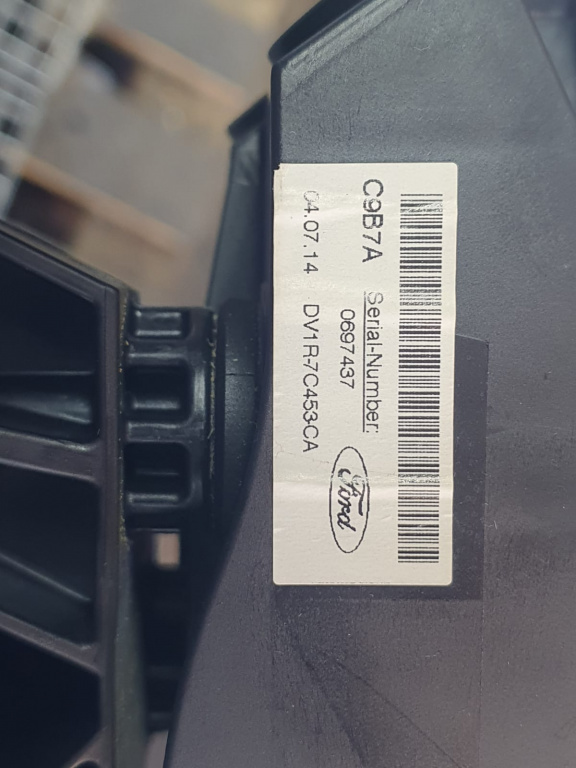 C9B7A Serial-Number:
0697437
Ford
04.07.14 DV1R-7C453-CA